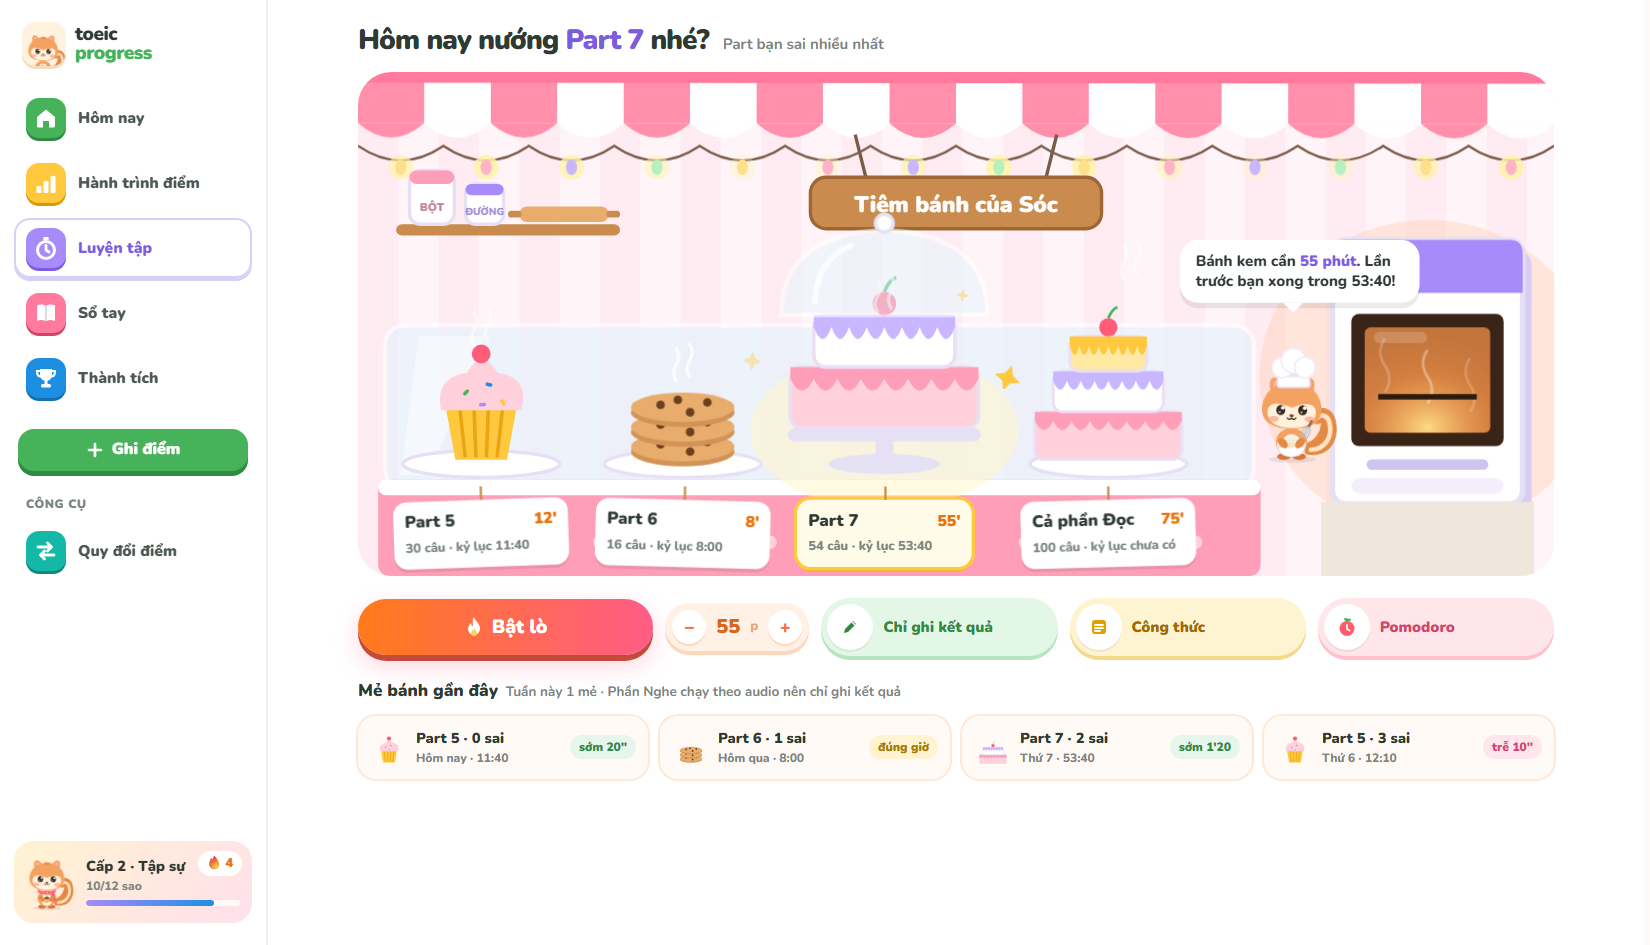 toeic
progress
Hôm nay
Hành trình điểm
Luyện tập
Sổ tay
Thành tích
+ Ghi điểm
CÔNG CỤ
Quy đổi điểm
Cấp 2 · Tập sự
4
10/12 sao
Hôm nay nướng Part 7 nhé? Part bạn sai nhiều nhất
BỘT
ĐƯỜNG
Tiệm bánh của Sóc
Bánh kem cần 55 phút. Lần
trước bạn xong trong 53:40!
Part 5 12'
30 câu · kỷ lục 11:40
Part 6 8'
16 câu · kỷ lục 8:00
Part 7 55'
54 câu · kỷ lục 53:40
Cả phần Đọc 75'
100 câu · kỷ lục chưa có
Bật lò
− 55 p +
Chỉ ghi kết quả
Công thức
Pomodoro
Mẻ bánh gần đây Tuần này 1 mẻ · Phần Nghe chạy theo audio nên chỉ ghi kết quả
Part 5 · 0 sai
Hôm nay · 11:40
sớm 20"
Part 6 · 1 sai
Hôm qua · 8:00
đúng giờ
Part 7 · 2 sai
Thứ 7 · 53:40
sớm 1'20
Part 5 · 3 sai
Thứ 6 · 12:10
trễ 10"